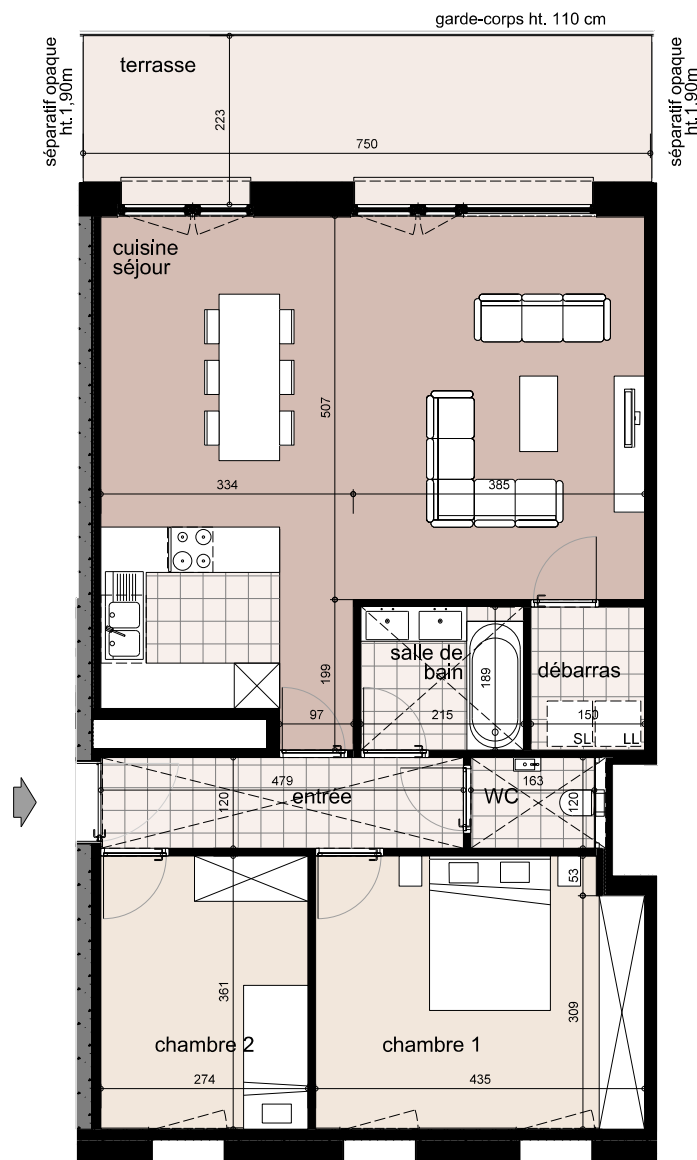 garde-corps ht. 110 cm
séparatif opaque
ht.1,90m
séparatif opaque
ht.1.90m
terrasse
223
750
cuisine
séjour
507
334
385
salle de
bain
189
débarras
199
97
215
150
SL
LL
479
entrée
120
WC
163
120
53
361
309
chambre 2
chambre 1
274
435